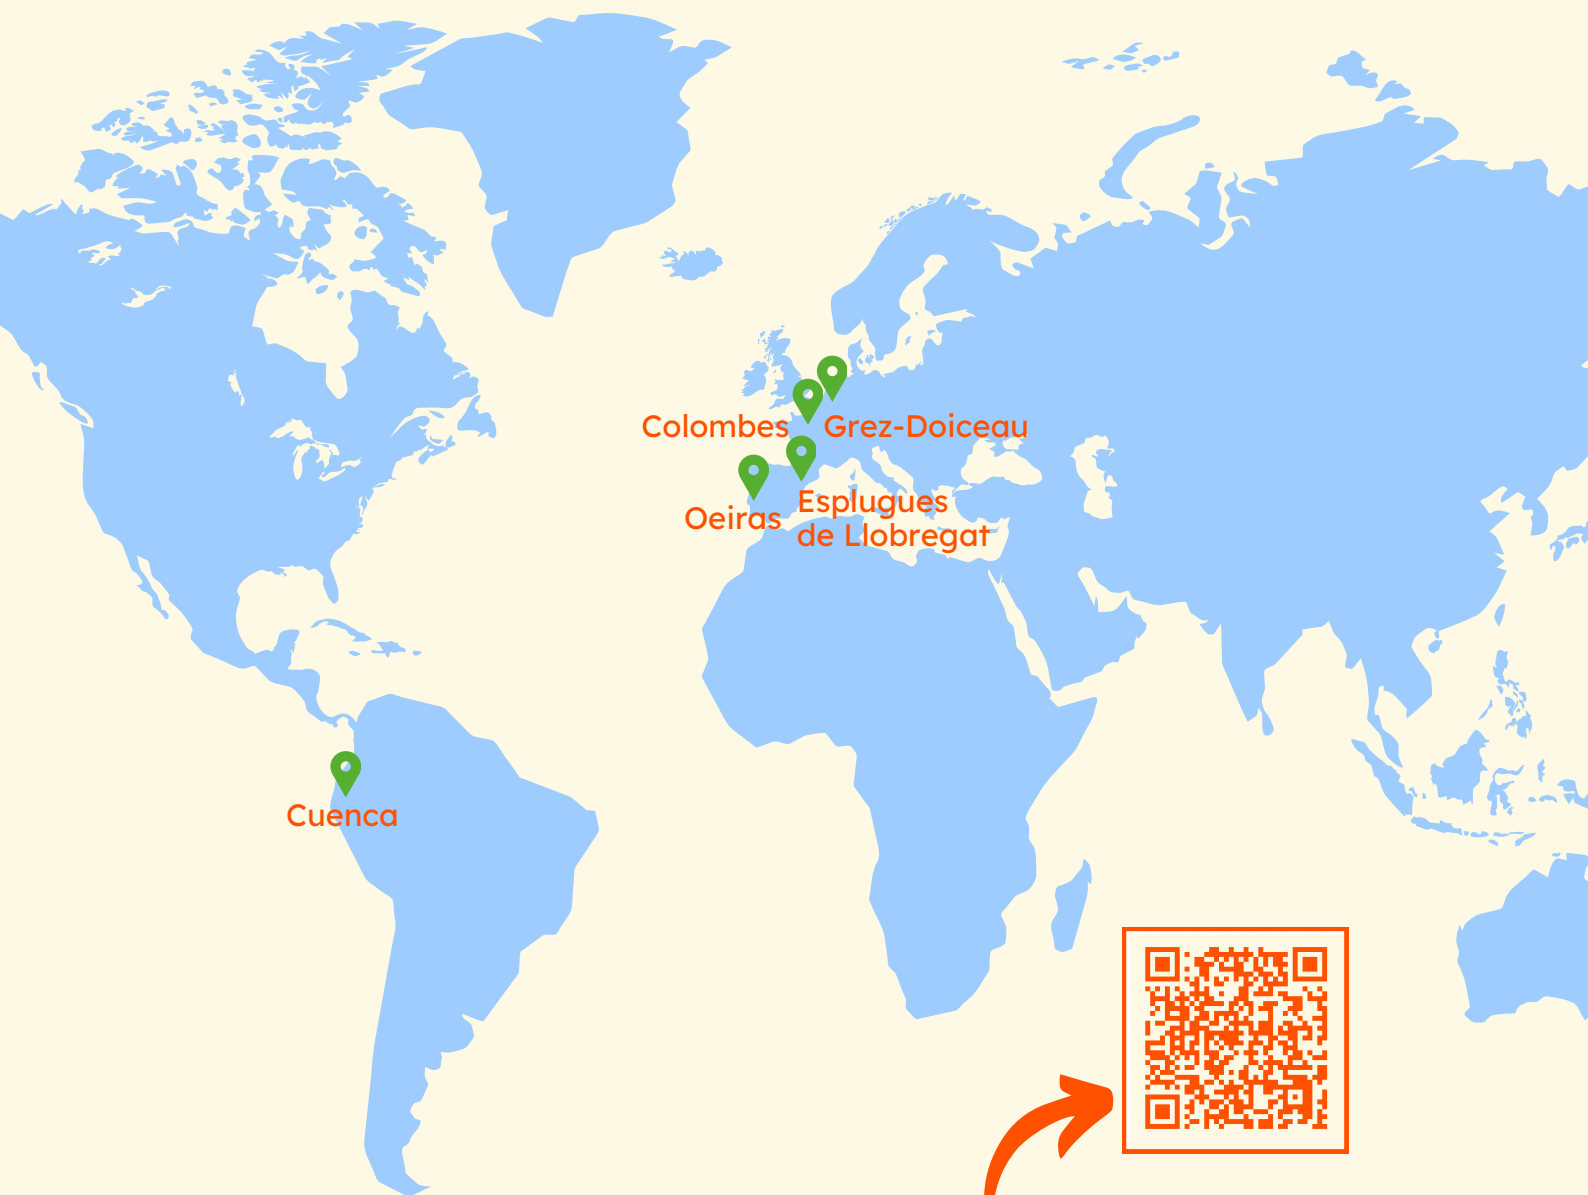 Colombes
Grez-Doiceau
Oeiras
Esplugues
de Llobregat
Cuenca